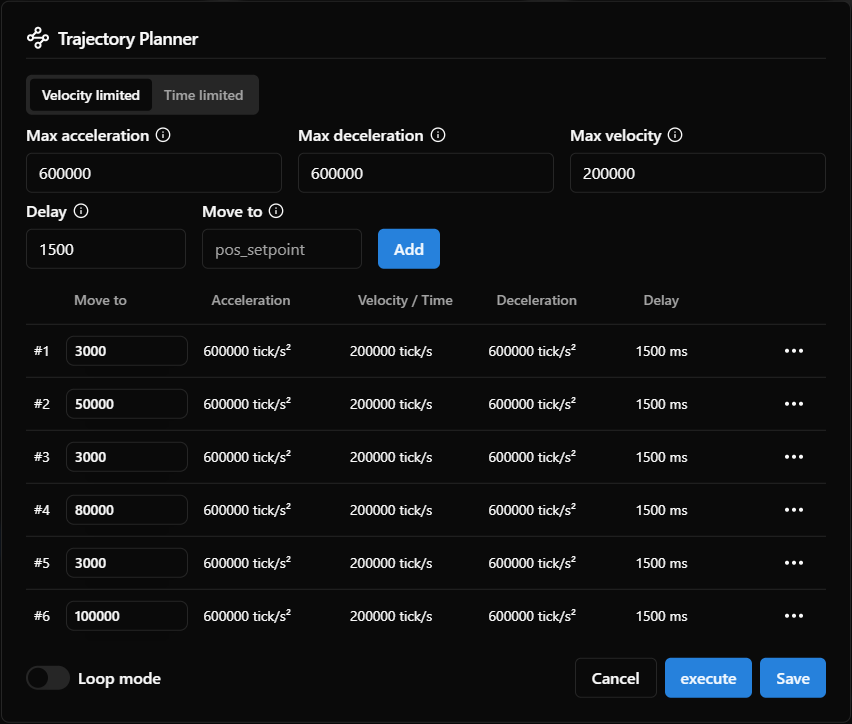 Trajectory Planner
Velocity limited Time limited
Max acceleration Max deceleration Max velocity
600000 600000 200000
Delay Move to
1500 pos_setpoint Add
Move to Acceleration Velocity / Time Deceleration Delay
#1 3000 600000 tick/s² 200000 tick/s 600000 tick/s² 1500 ms
#2 50000 600000 tick/s² 200000 tick/s 600000 tick/s² 1500 ms
#3 3000 600000 tick/s² 200000 tick/s 600000 tick/s² 1500 ms
#4 80000 600000 tick/s² 200000 tick/s 600000 tick/s² 1500 ms
#5 3000 600000 tick/s² 200000 tick/s 600000 tick/s² 1500 ms
#6 100000 600000 tick/s² 200000 tick/s 600000 tick/s² 1500 ms
Loop mode Cancel execute Save